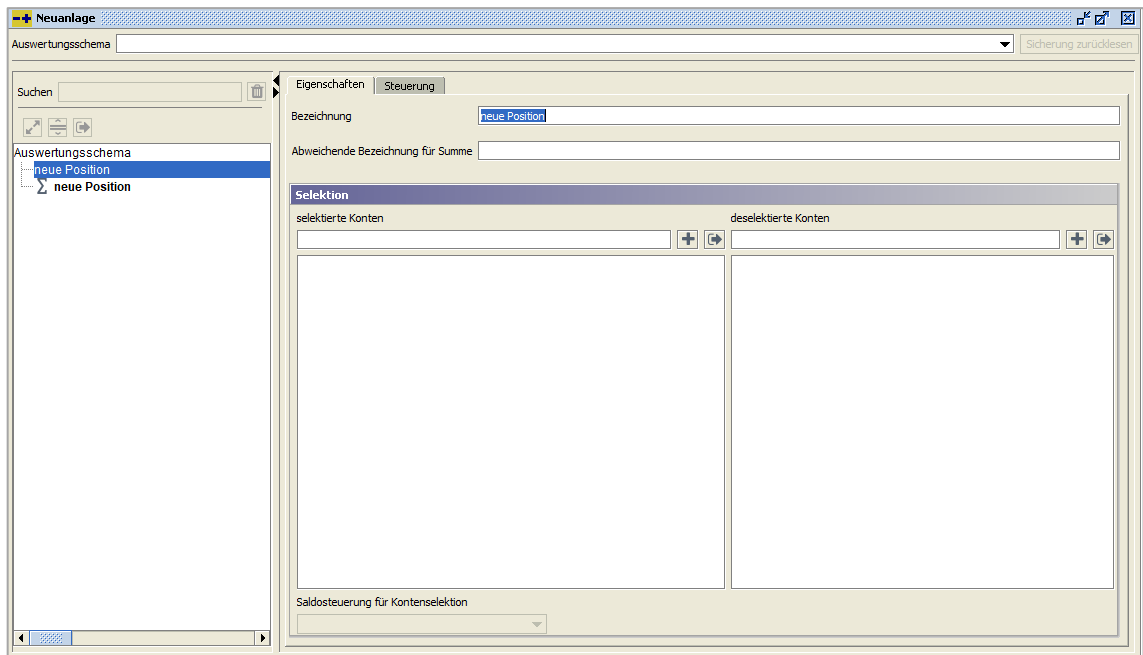 Neuanlage
Auswertungsschema
Sicherung zurücklesen
Suchen
Auswertungsschema
neue Position
Σ neue Position
Eigenschaften
Steuerung
Bezeichnung
neue Position
Abweichende Bezeichnung für Summe
Selektion
selektierte Konten
deselektierte Konten
Saldosteuerung für Kontenselektion